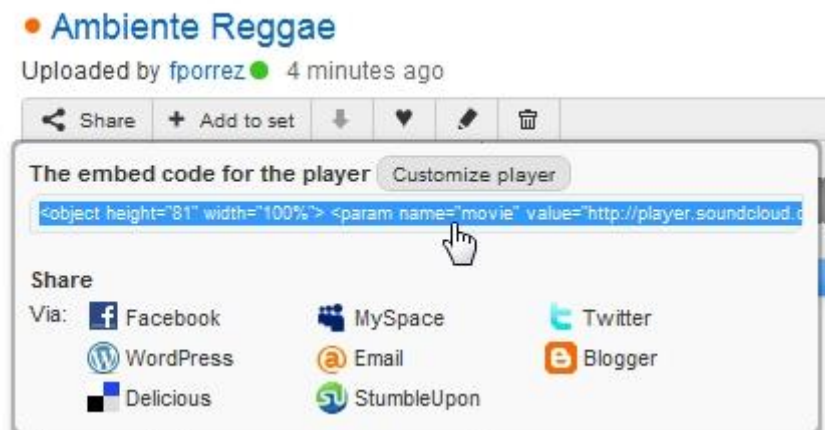 Ambiente Reggae
Uploaded by fporrez 4 minutes ago
Share + Add to set
The embed code for the player Customize player
<object height="81" width="100%"> <param name="movie" value="http://player.soundcloud.
Share
Via: Facebook MySpace Twitter
WordPress Email Blogger
Delicious StumbleUpon